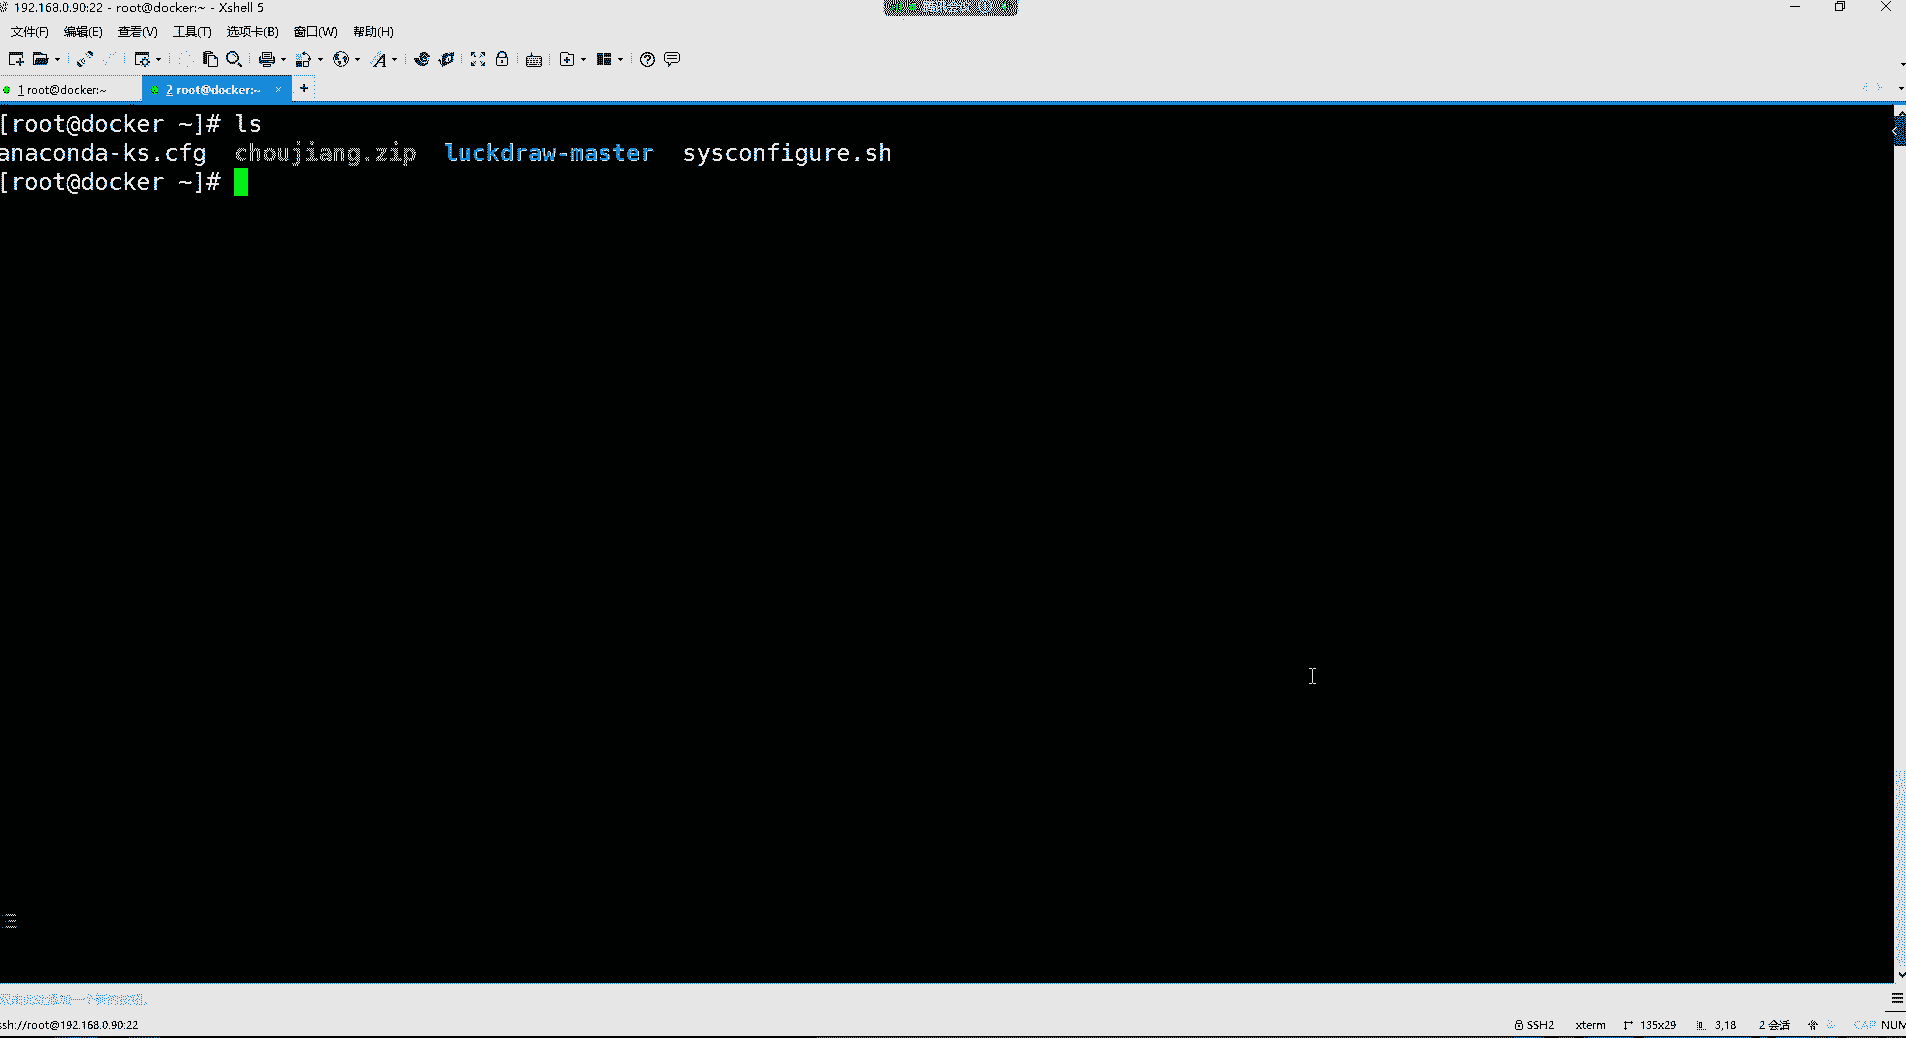 192.168.0.90:22 - root@docker:~ - Xshell 5
文件(F) 编辑(E) 查看(V) 工具(T) 选项卡(B) 窗口(W) 帮助(H)
1 root@docker:~ 2 root@docker:~ × +
[root@docker ~]# ls
anaconda-ks.cfg choujiang.zip luckdraw-master sysconfigure.sh
[root@docker ~]#
ssh://root@192.168.0.90:22 SSH2 xterm 135x29 3,18 2 会话 CAP NUM